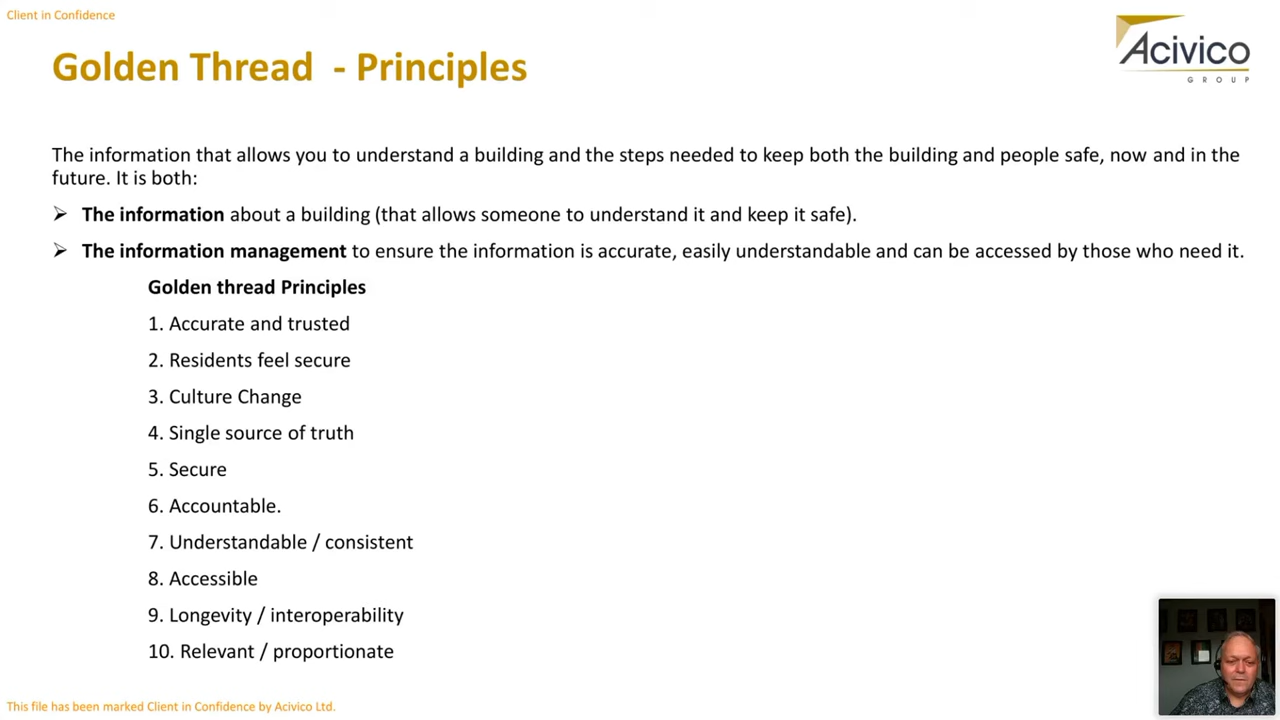 Client in Confidence
Golden Thread - Principles
Acivico
GROUP
The information that allows you to understand a building and the steps needed to keep both the building and people safe, now and in the
future. It is both:
➢ The information about a building (that allows someone to understand it and keep it safe).
➢ The information management to ensure the information is accurate, easily understandable and can be accessed by those who need it.
Golden thread Principles
1. Accurate and trusted
2. Residents feel secure
3. Culture Change
4. Single source of truth
5. Secure
6. Accountable.
7. Understandable / consistent
8. Accessible
9. Longevity / interoperability
10. Relevant / proportionate
This file has been marked Client in Confidence by Acivico Ltd.